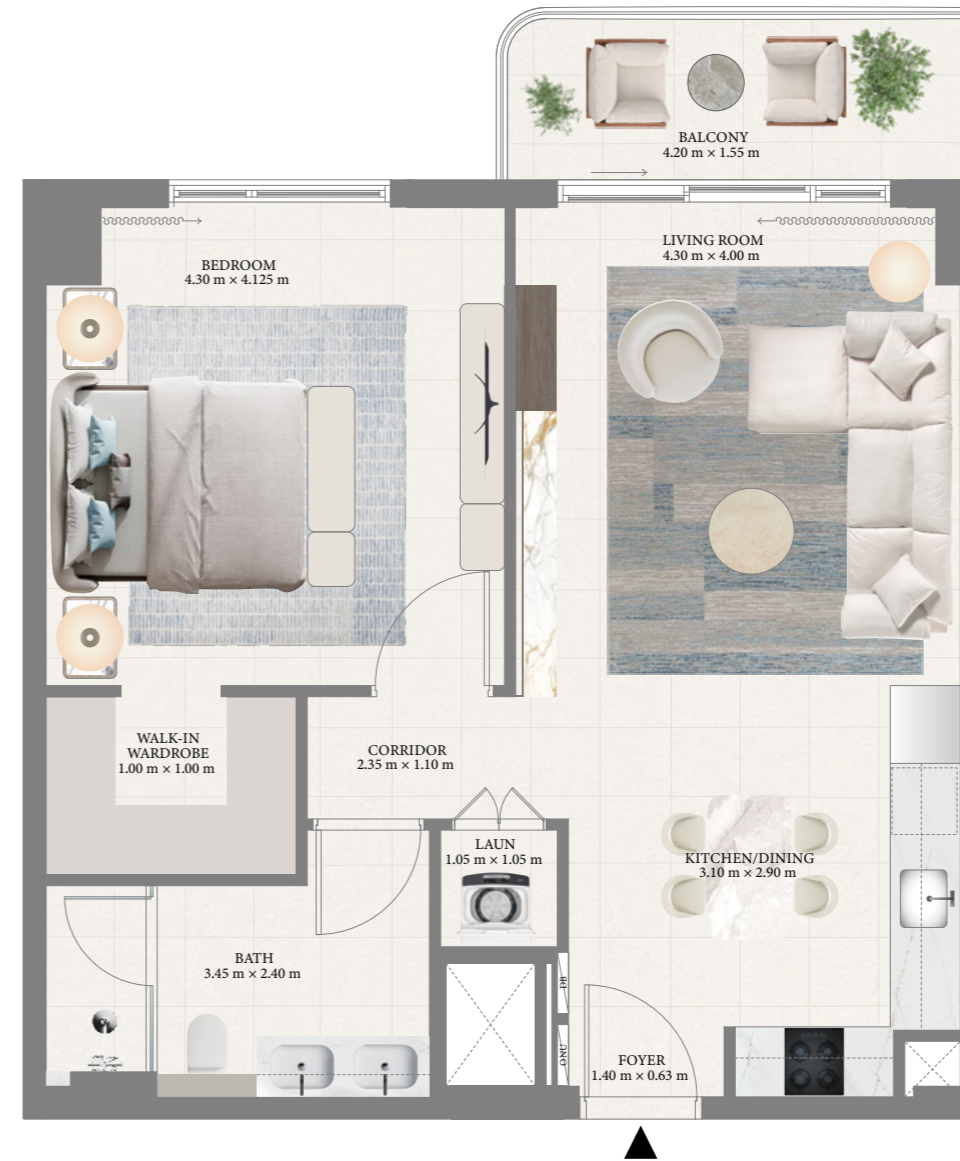 BALCONY
4.20 m × 1.55 m
LIVING ROOM
4.30 m × 4.00 m
BEDROOM
4.30 m × 4.125 m
WALK-IN
WARDROBE
1.00 m × 1.00 m
CORRIDOR
2.35 m × 1.10 m
LAUN
1.05 m × 1.05 m
KITCHEN/DINING
3.10 m × 2.90 m
BATH
3.45 m × 2.40 m
DB
ONU
FOYER
1.40 m × 0.63 m